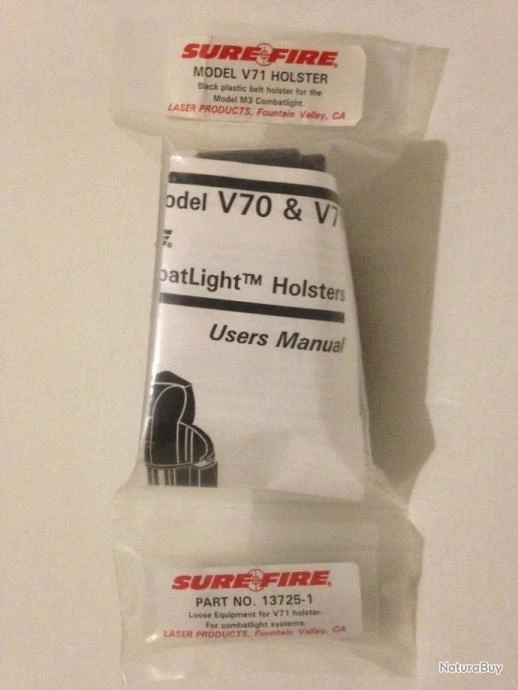 SUREFIRE®
MODEL V71 HOLSTER
Black plastic belt holster for the
Model M3 Combatlight.
LASER PRODUCTS, Fountain Valley, CA
odel V70 & V7
batLight™ Holsters
Users Manual
SUREFIRE®
PART NO. 13725-1
Loose Equipment for V71 holster.
For combatlight systems.
LASER PRODUCTS, Fountain Valley, CA
NaturaBuy